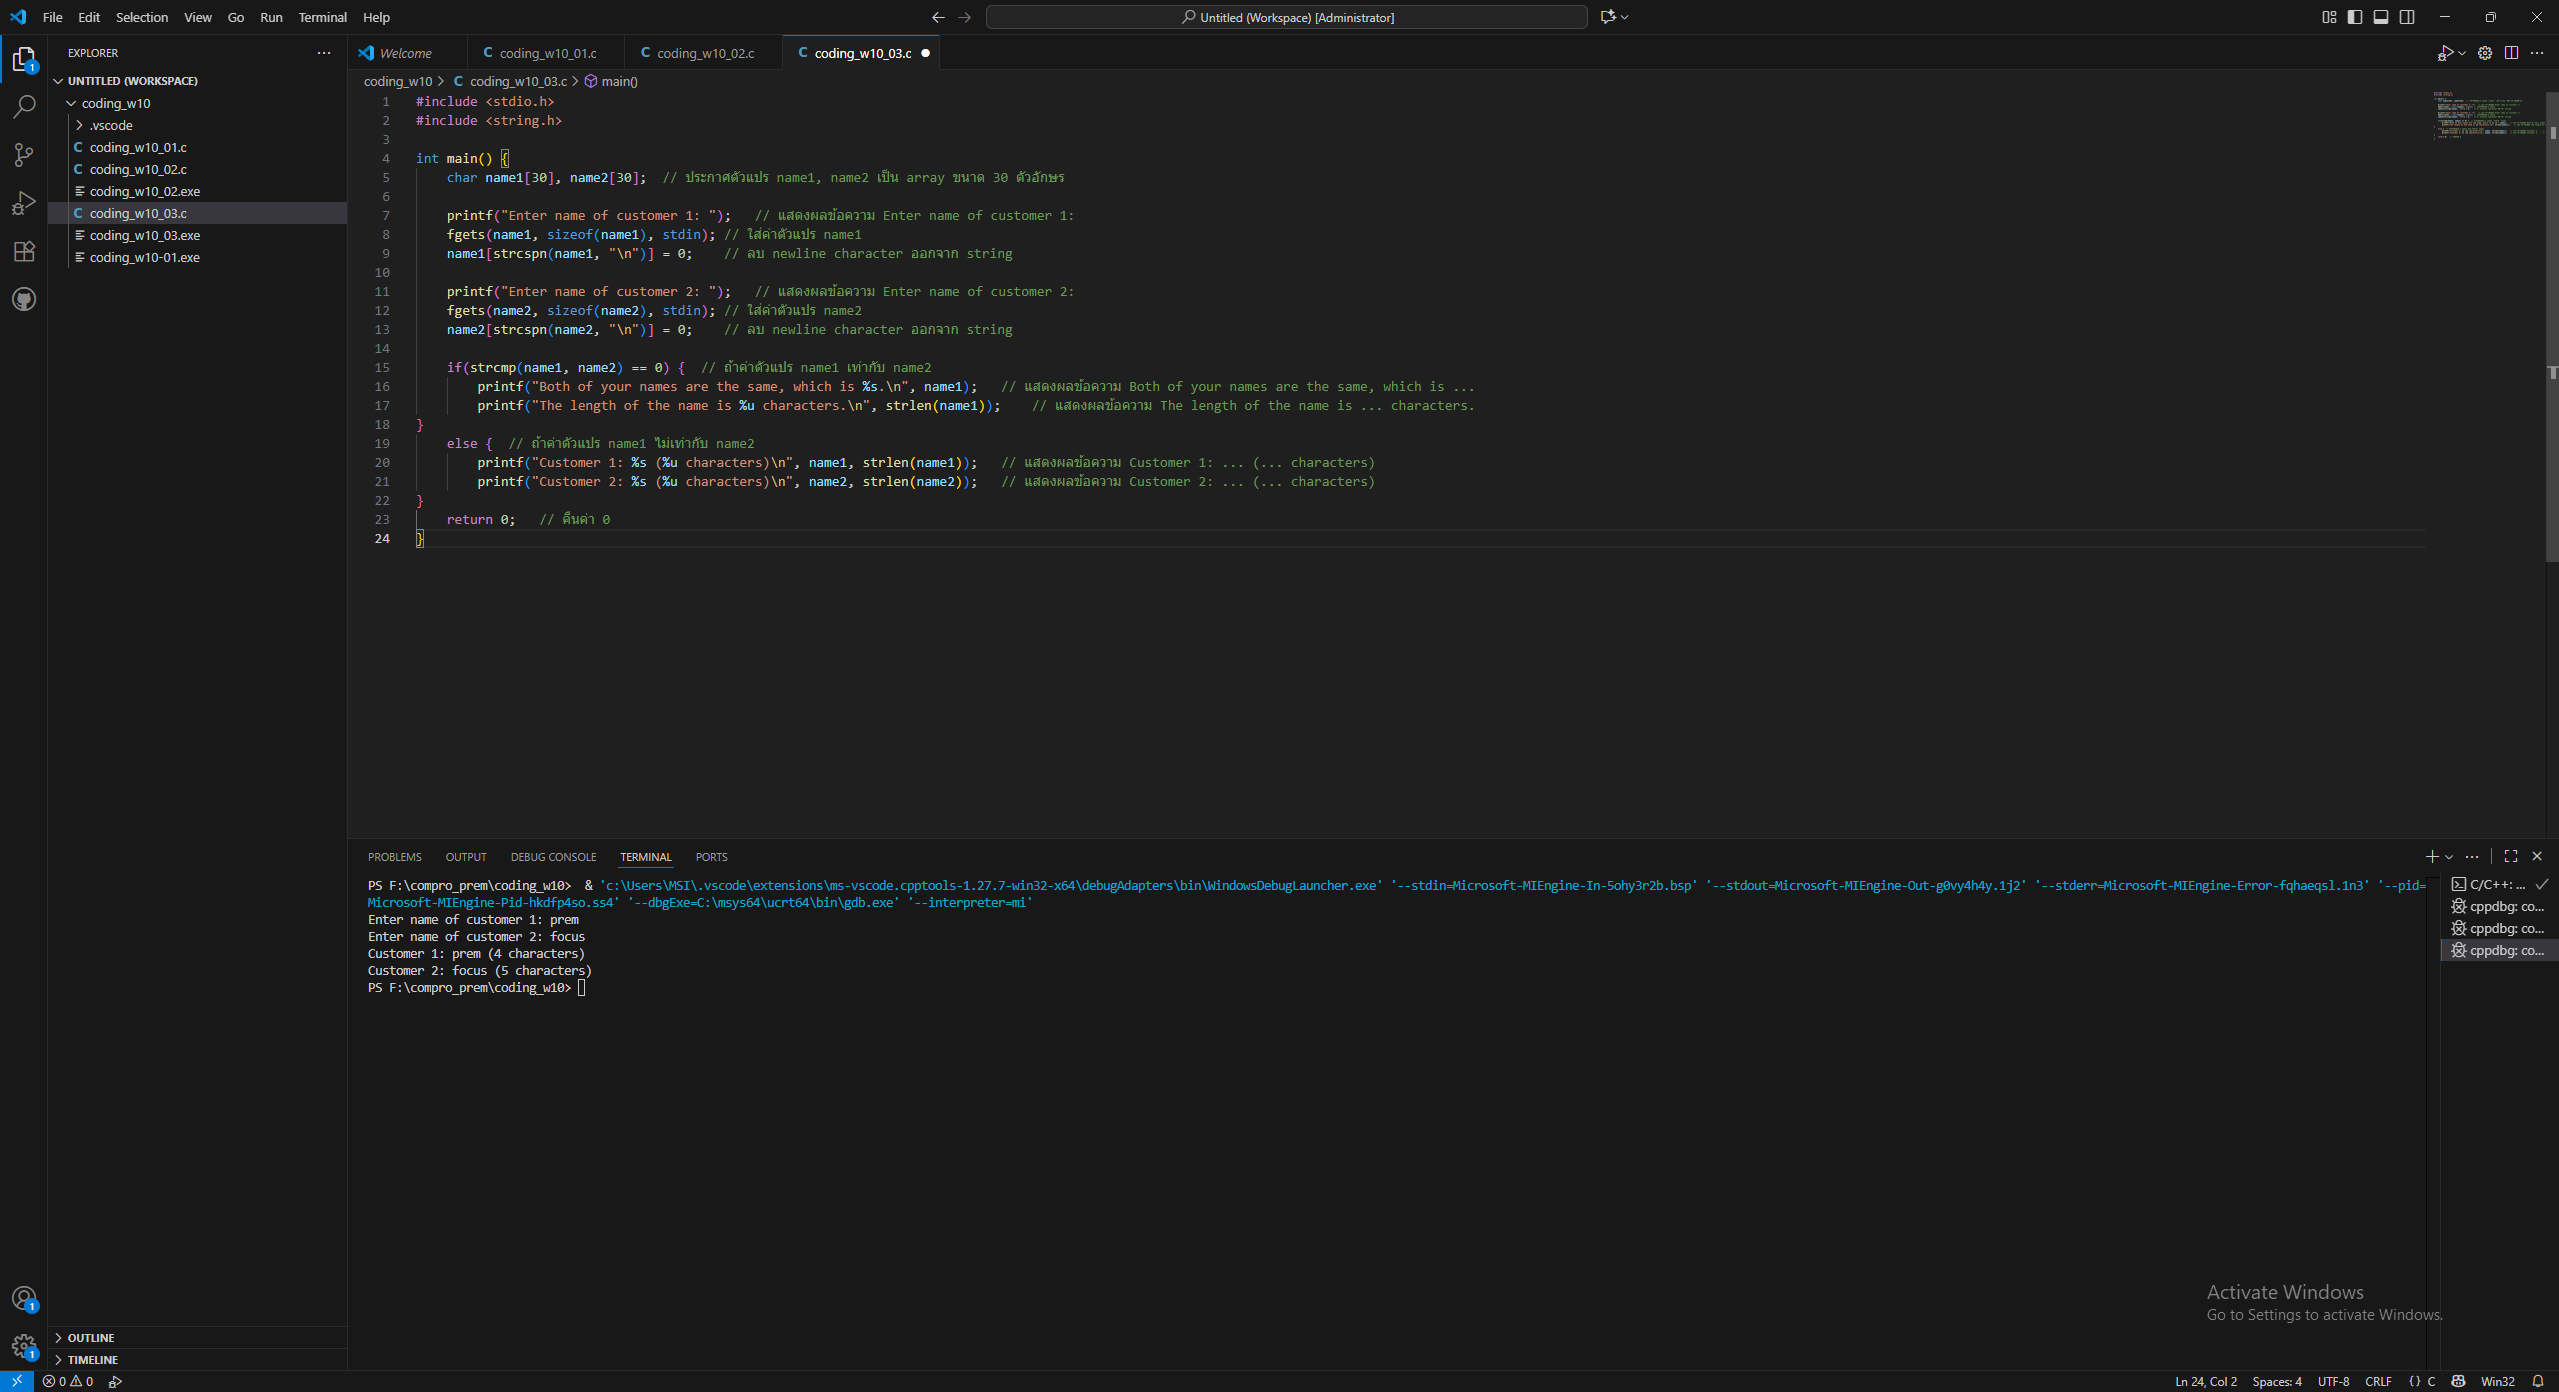 File Edit Selection View Go Run Terminal Help
Untitled (Workspace) [Administrator]
EXPLORER
UNTITLED (WORKSPACE)
coding_w10
.vscode
coding_w10_01.c
coding_w10_02.c
coding_w10_02.exe
coding_w10_03.c
coding_w10_03.exe
coding_w10-01.exe
OUTLINE
TIMELINE
Welcome coding_w10_01.c coding_w10_02.c coding_w10_03.c
coding_w10 > coding_w10_03.c > main()
1 #include <stdio.h>
2 #include <string.h>
3
4 int main() {
5 char name1[30], name2[30]; // ประกาศตัวแปร name1, name2 เป็น array ขนาด 30 ตัวอักษร
6
7 printf("Enter name of customer 1: "); // แสดงผลข้อความ Enter name of customer 1:
8 fgets(name1, sizeof(name1), stdin); // ใส่ค่าตัวแปร name1
9 name1[strcspn(name1, "\n")] = 0; // ลบ newline character ออกจาก string
10
11 printf("Enter name of customer 2: "); // แสดงผลข้อความ Enter name of customer 2:
12 fgets(name2, sizeof(name2), stdin); // ใส่ค่าตัวแปร name2
13 name2[strcspn(name2, "\n")] = 0; // ลบ newline character ออกจาก string
14
15 if(strcmp(name1, name2) == 0) { // ถ้าค่าตัวแปร name1 เท่ากับ name2
16 printf("Both of your names are the same, which is %s.\n", name1); // แสดงผลข้อความ Both of your names are the same, which is ...
17 printf("The length of the name is %u characters.\n", strlen(name1)); // แสดงผลข้อความ The length of the name is ... characters.
18 }
19 else { // ถ้าค่าตัวแปร name1 ไม่เท่ากับ name2
20 printf("Customer 1: %s (%u characters)\n", name1, strlen(name1)); // แสดงผลข้อความ Customer 1: ... (... characters)
21 printf("Customer 2: %s (%u characters)\n", name2, strlen(name2)); // แสดงผลข้อความ Customer 2: ... (... characters)
22 }
23 return 0; // คืนค่า 0
24 }
PROBLEMS OUTPUT DEBUG CONSOLE TERMINAL PORTS
PS F:\compro_prem\coding_w10> & 'c:\Users\MSI\.vscode\extensions\ms-vscode.cpptools-1.27.7-win32-x64\debugAdapters\bin\WindowsDebugLauncher.exe' '--stdin=Microsoft-MIEngine-In-5ohy3r2b.bsp' '--stdout=Microsoft-MIEngine-Out-g0vy4h4y.1j2' '--stderr=Microsoft-MIEngine-Error-fqhaeqsl.1n3' '--pid=
Microsoft-MIEngine-Pid-hkdfp4so.ss4' '--dbgExe=C:\msys64\ucrt64\bin\gdb.exe' '--interpreter=mi'
Enter name of customer 1: prem
Enter name of customer 2: focus
Customer 1: prem (4 characters)
Customer 2: focus (5 characters)
PS F:\compro_prem\coding_w10>
C/C++: ...
cppdbg: co...
cppdbg: co...
cppdbg: co...
Activate Windows
Go to Settings to activate Windows.
0 0
Ln 24, Col 2 Spaces: 4 UTF-8 CRLF {} C Win32